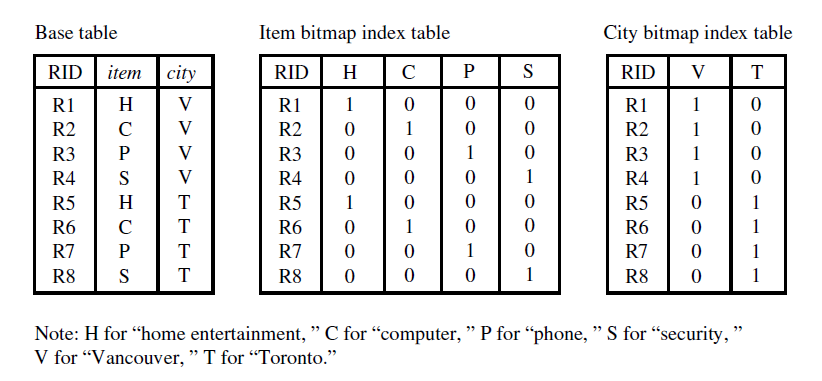 Base table Item bitmap index table City bitmap index table
RID item city RID H C P S RID V T
R1 H V R1 1 0 0 0 R1 1 0
R2 C V R2 0 1 0 0 R2 1 0
R3 P V R3 0 0 1 0 R3 1 0
R4 S V R4 0 0 0 1 R4 1 0
R5 H T R5 1 0 0 0 R5 0 1
R6 C T R6 0 1 0 0 R6 0 1
R7 P T R7 0 0 1 0 R7 0 1
R8 S T R8 0 0 0 1 R8 0 1
Note: H for “home entertainment, ” C for “computer, ” P for “phone, ” S for “security, ”
V for “Vancouver, ” T for “Toronto.”